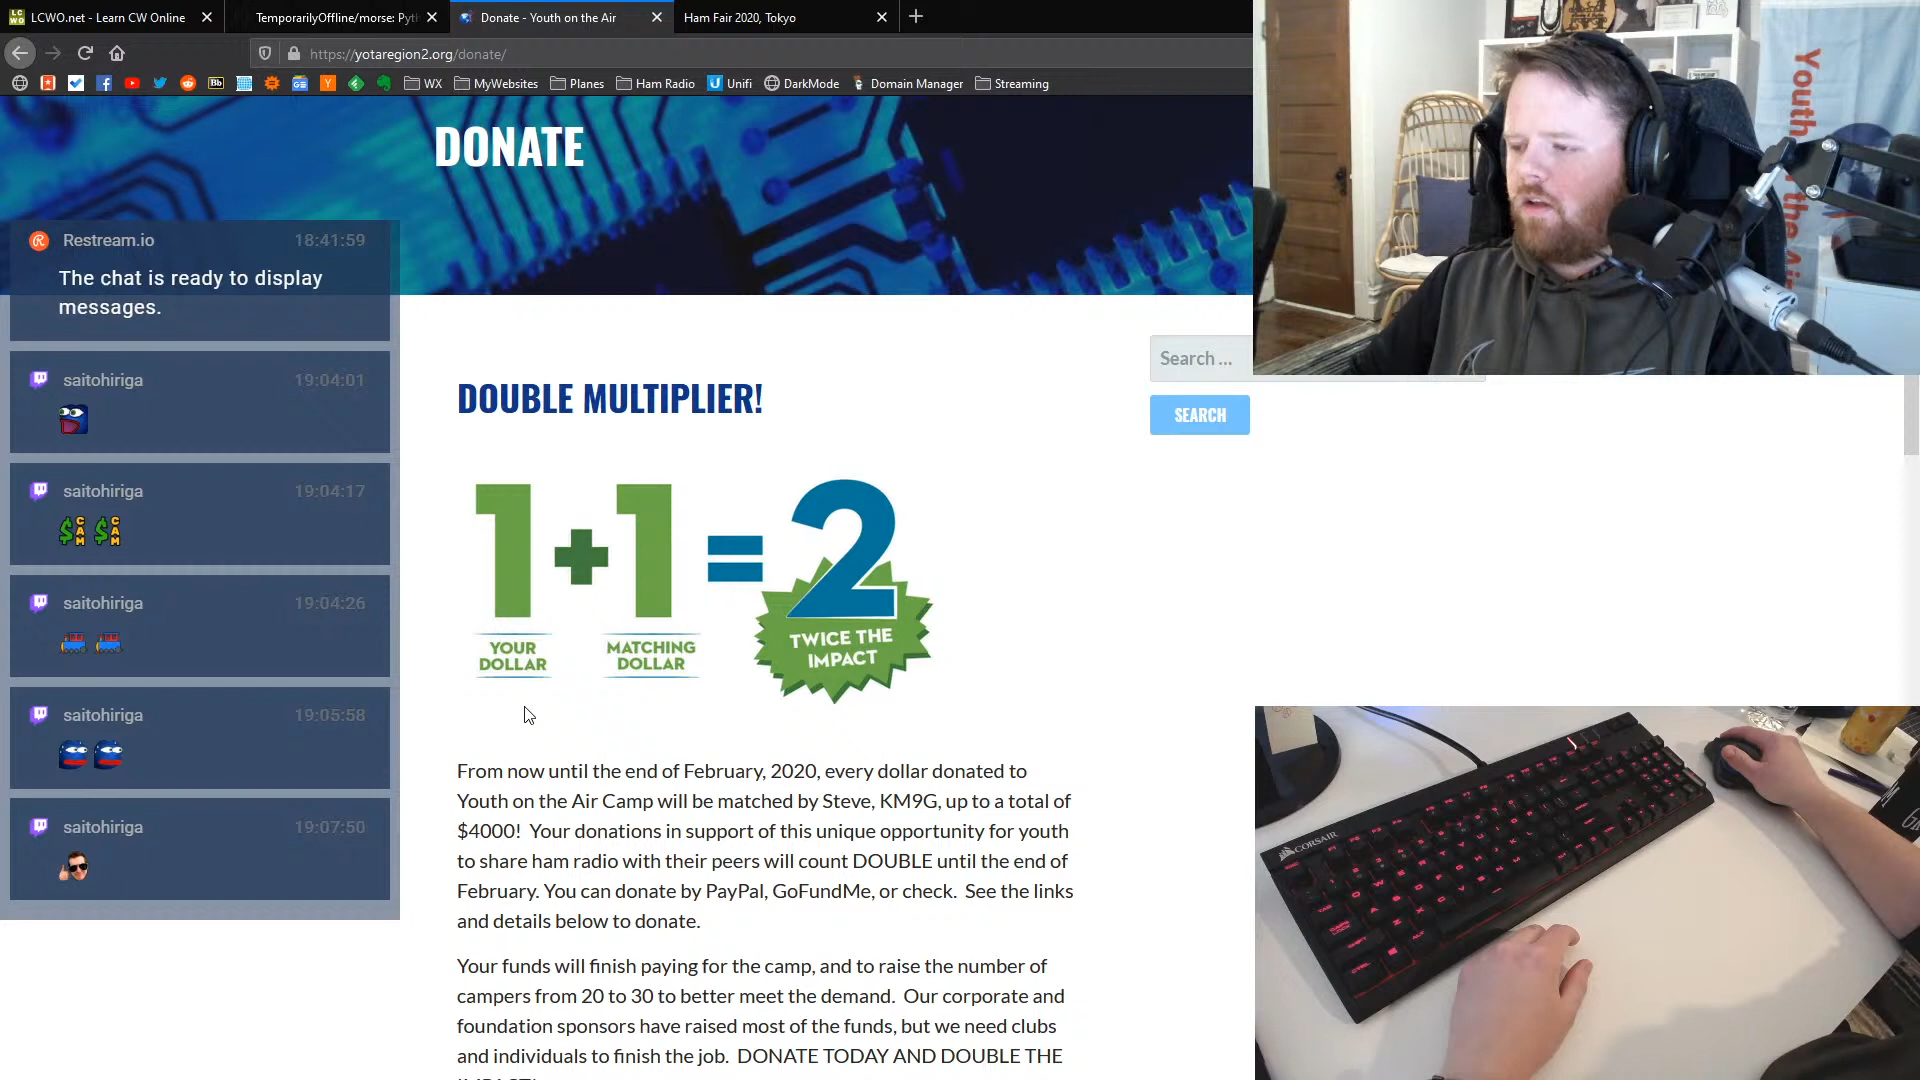 LCWO.net - Learn CW Online
TemporarilyOffline/morse: Pyth
Donate - Youth on the Air
Ham Fair 2020, Tokyo
https://yotaregion2.org/donate/
WX
MyWebsites
Planes
Ham Radio
Unifi
DarkMode
Domain Manager
Streaming
DONATE
Restream.io 18:41:59
The chat is ready to display
messages.
saitohiriga 19:04:01
saitohiriga 19:04:17
$CAM $CAM
saitohiriga 19:04:26
saitohiriga 19:05:58
saitohiriga 19:07:50
Search ...
SEARCH
DOUBLE MULTIPLIER!
1+1=2
YOUR
DOLLAR
MATCHING
DOLLAR
TWICE THE
IMPACT
From now until the end of February, 2020, every dollar donated to
Youth on the Air Camp will be matched by Steve, KM9G, up to a total of
$4000! Your donations in support of this unique opportunity for youth
to share ham radio with their peers will count DOUBLE until the end of
February. You can donate by PayPal, GoFundMe, or check. See the links
and details below to donate.
Your funds will finish paying for the camp, and to raise the number of
campers from 20 to 30 to better meet the demand. Our corporate and
foundation sponsors have raised most of the funds, but we need clubs
and individuals to finish the job. DONATE TODAY AND DOUBLE THE
Youth
the Air
CORSAIR